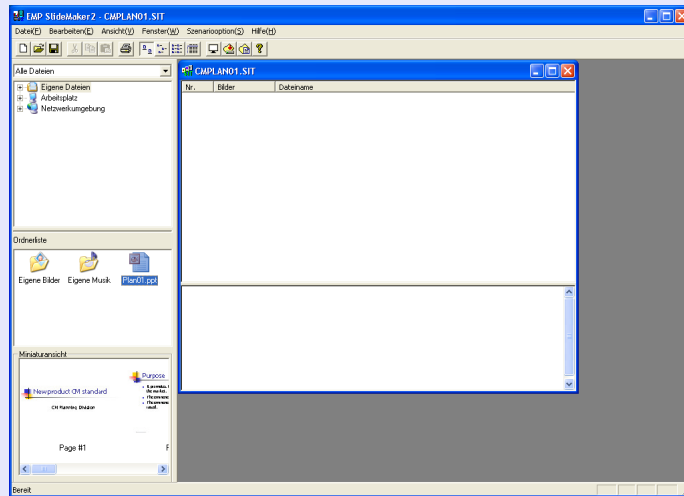 EMP SlideMaker2 - CMPLAN01.SIT
Datei(F) Bearbeiten(E) Ansicht(V) Fenster(W) Szenariooption(S) Hilfe(H)
Alle Dateien
Eigene Dateien
Arbeitsplatz
Netzwerkumgebung
CMPLAN01.SIT
Nr. Bilder Dateiname
Ordnerliste
Eigene Bilder Eigene Musik Plan01.ppt
Miniaturansicht
Purpose
Newproduct CM standard
the market.
CM Planning Division
Page #1
Bereit